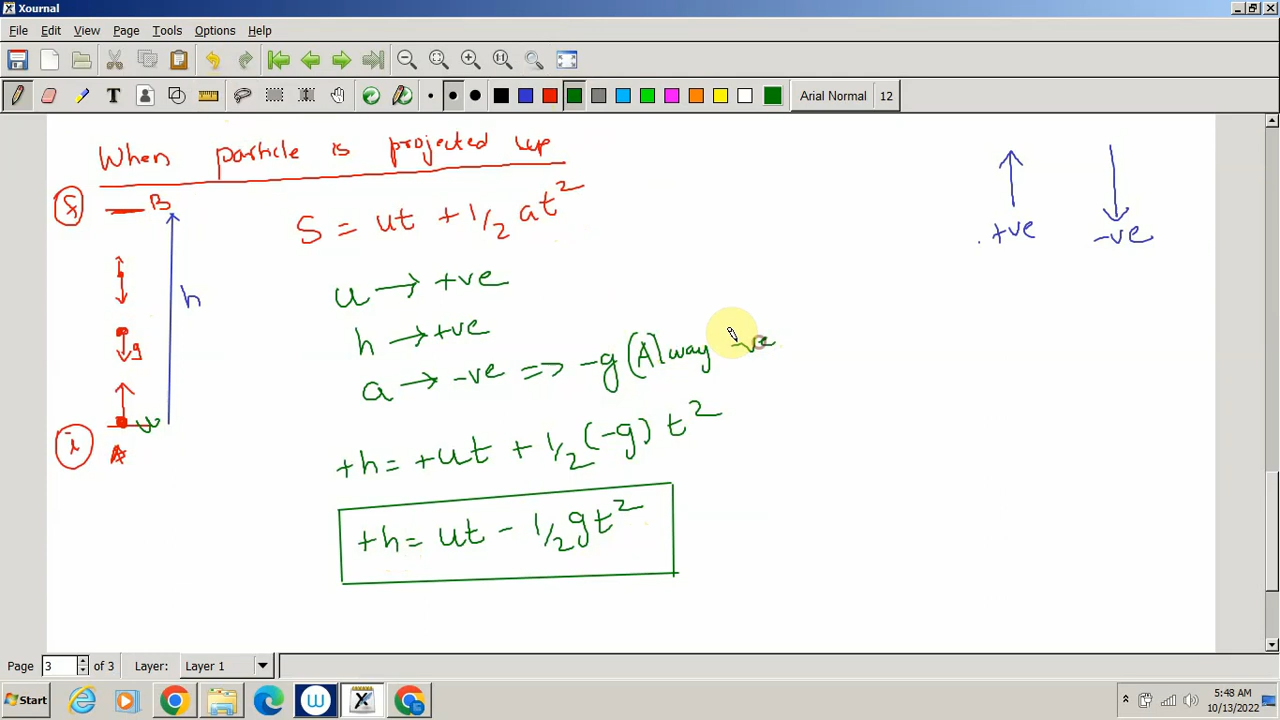 Xournal
File Edit View Page Tools Options Help
Arial Normal 12
When particle is projected up
f B
S = ut + 1/2 at²
+ve -ve
u → +ve
h
h → +ve
g
a → -ve => -g (Alway -ve
+h = +ut + 1/2 (-g) t²
i A
+h = ut - 1/2 gt²
Page 3 of 3 Layer: Layer 1
Start
W
5:48 AM
10/13/2022